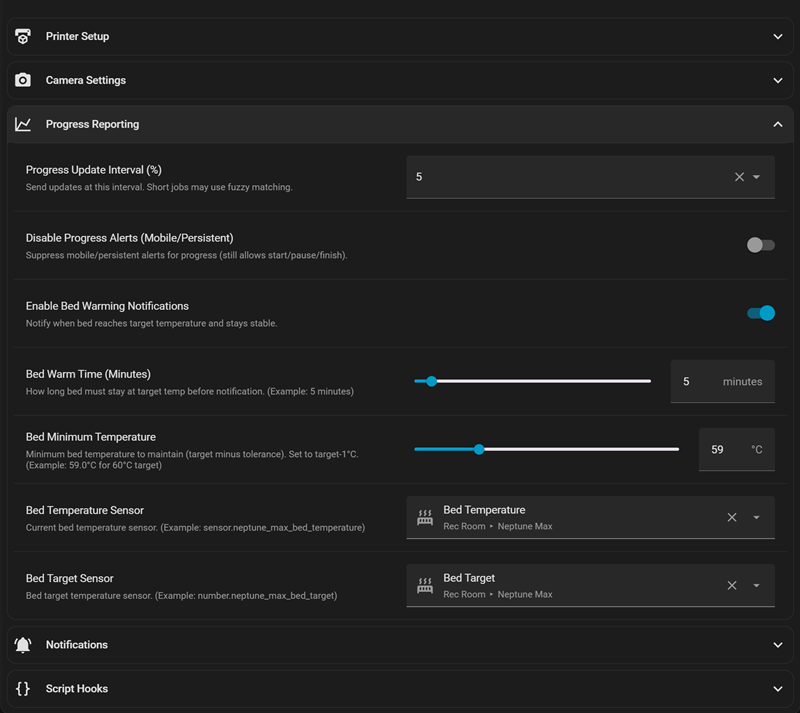 Printer Setup
Camera Settings
Progress Reporting
Progress Update Interval (%)
Send updates at this interval. Short jobs may use fuzzy matching.
5
Disable Progress Alerts (Mobile/Persistent)
Suppress mobile/persistent alerts for progress (still allows start/pause/finish).
Enable Bed Warming Notifications
Notify when bed reaches target temperature and stays stable.
Bed Warm Time (Minutes)
How long bed must stay at target temp before notification. (Example: 5 minutes)
5 minutes
Bed Minimum Temperature
Minimum bed temperature to maintain (target minus tolerance). Set to target-1°C.
(Example: 59.0°C for 60°C target)
59 °C
Bed Temperature Sensor
Current bed temperature sensor. (Example: sensor.neptune_max_bed_temperature)
Bed Temperature
Rec Room ‣ Neptune Max
Bed Target Sensor
Bed target temperature sensor. (Example: number.neptune_max_bed_target)
Bed Target
Rec Room ‣ Neptune Max
Notifications
Script Hooks